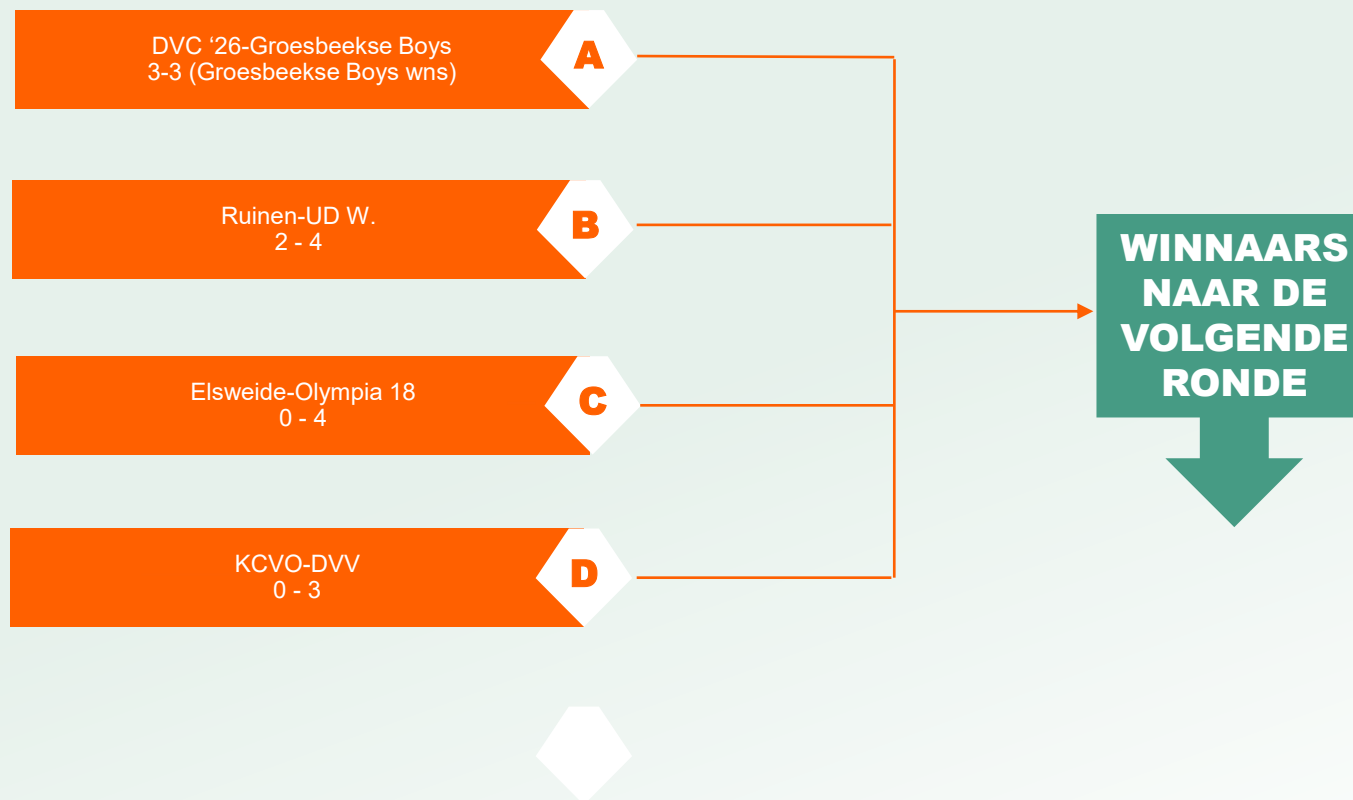 DVC ‘26-Groesbeekse Boys
3-3 (Groesbeekse Boys wns)
A
Ruinen-UD W.
2 - 4
B
Elsweide-Olympia 18
0 - 4
C
KCVO-DVV
0 - 3
D
WINNAARS
NAAR DE
VOLGENDE
RONDE